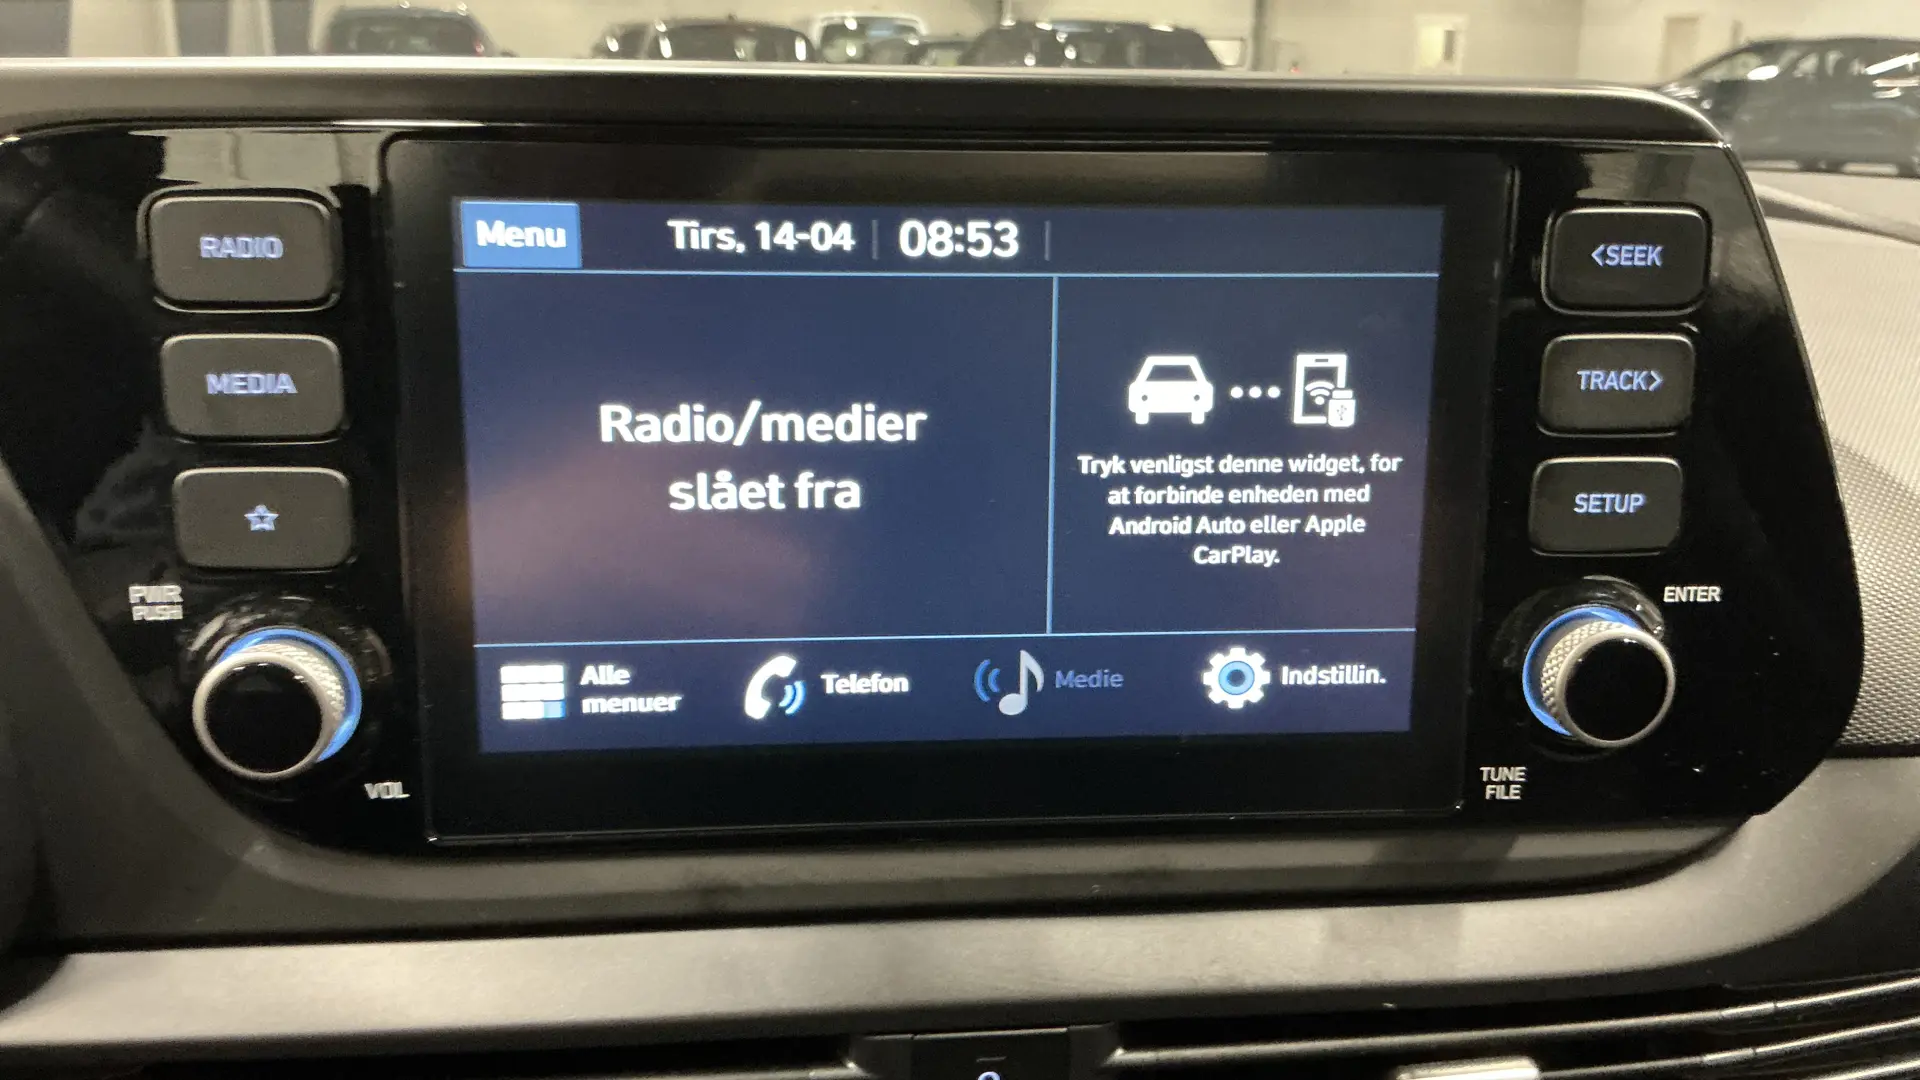 RADIO
MEDIA
PWR
PUSH
VOL
Menu
Tirs, 14-04
08:53
Radio/medier
slået fra
Tryk venligst denne widget, for
at forbinde enheden med
Android Auto eller Apple
CarPlay.
Alle
menuer
Telefon
Medie
Indstillin.
<SEEK
TRACK>
SETUP
ENTER
TUNE
FILE